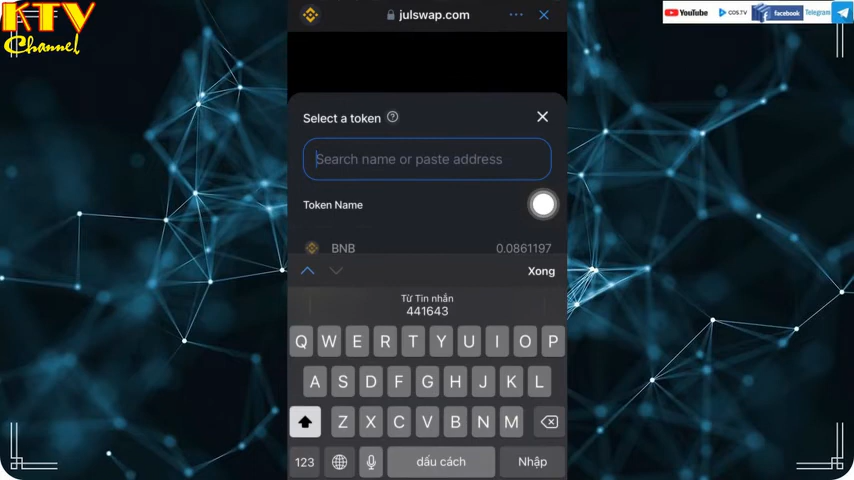 KTV
Channel
julswap.com
YouTube
COS.TV
facebook
Telegram
Select a token
Search name or paste address
Token Name
BNB
0.0861197
Xong
Từ Tin nhắn
441643
Q W E R T Y U I O P
A S D F G H J K L
Z X C V B N M
123
dấu cách
Nhập